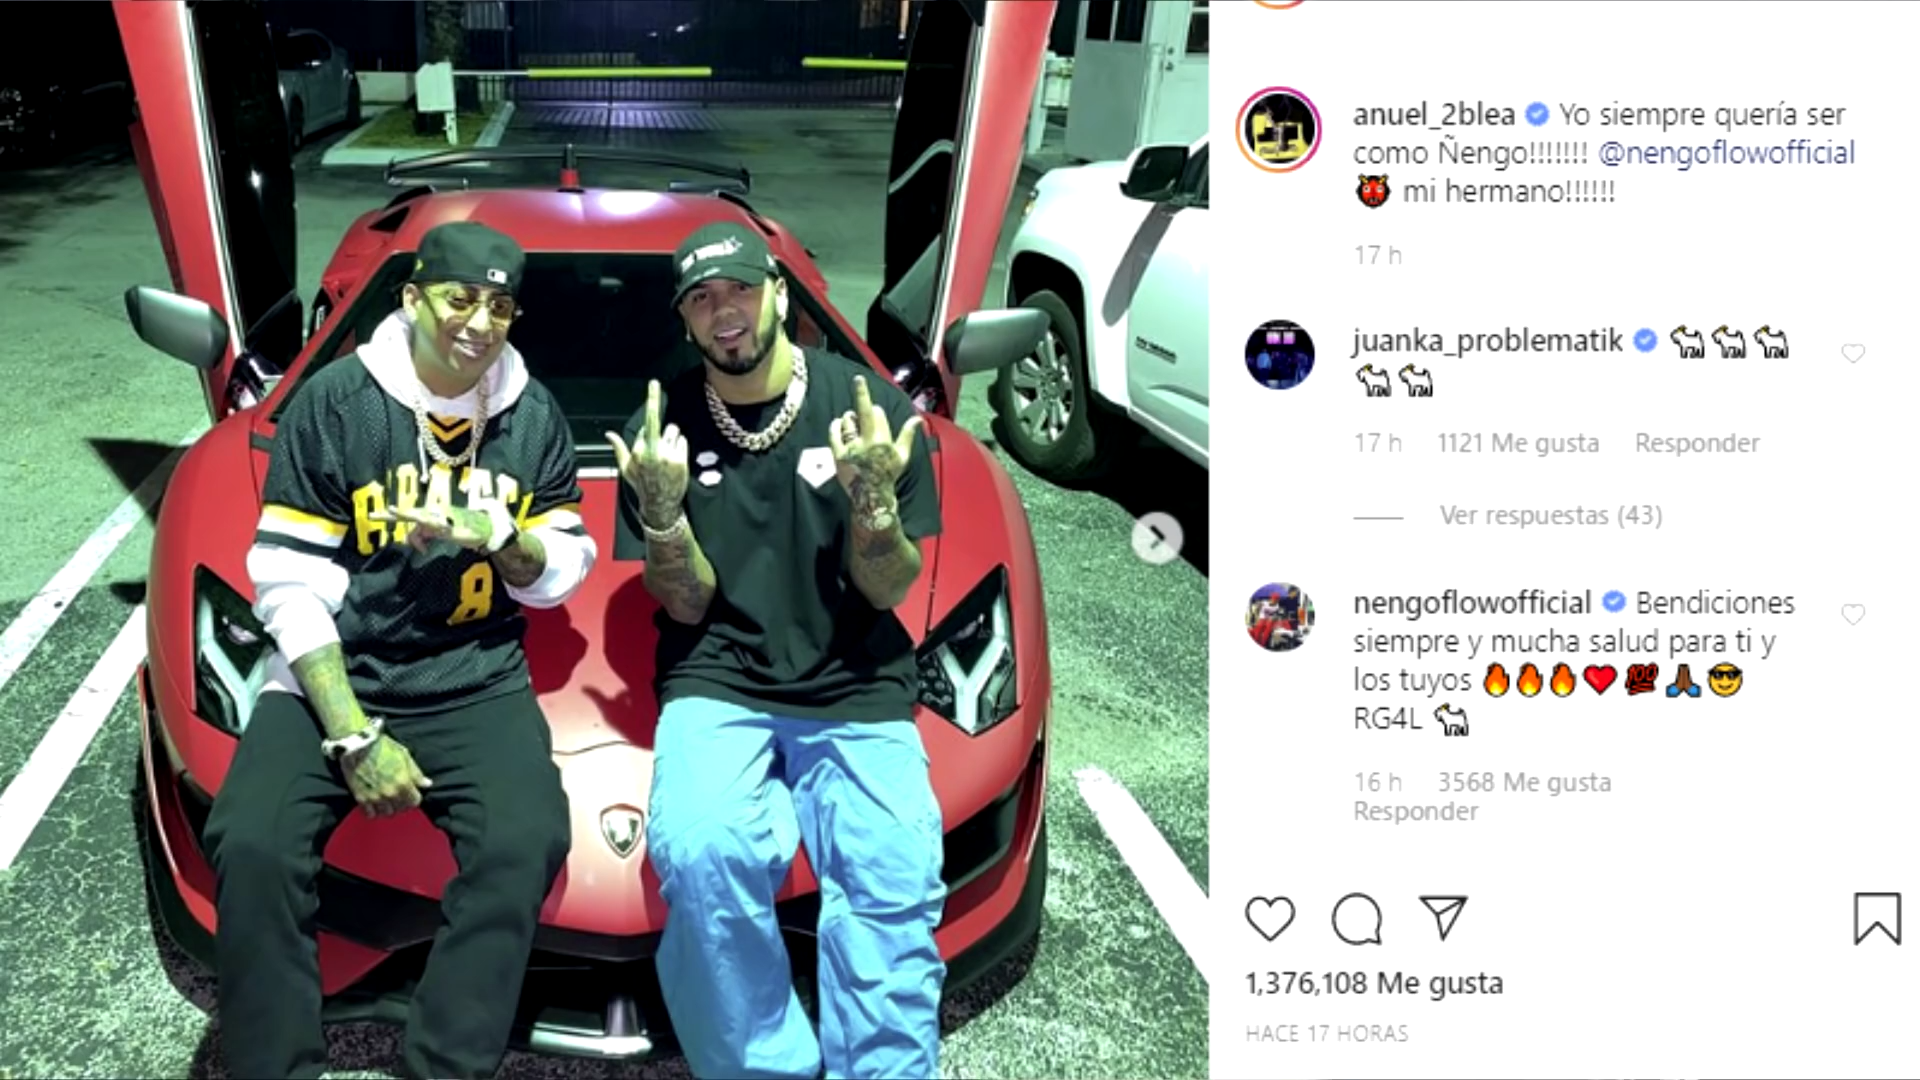 anuel_2blea Yo siempre quería ser
como Ñengo!!!!!!! @nengoflowofficial
👹 mi hermano!!!!!!
17 h
juanka_problematik 🐐🐐🐐
🐐🐐
17 h 1121 Me gusta Responder
Ver respuestas (43)
nengoflowofficial Bendiciones
siempre y mucha salud para ti y
los tuyos 🔥🔥🔥❤️💯🙏🏾😎
RG4L 🐐
16 h 3568 Me gusta
Responder
1,376,108 Me gusta
HACE 17 HORAS
8